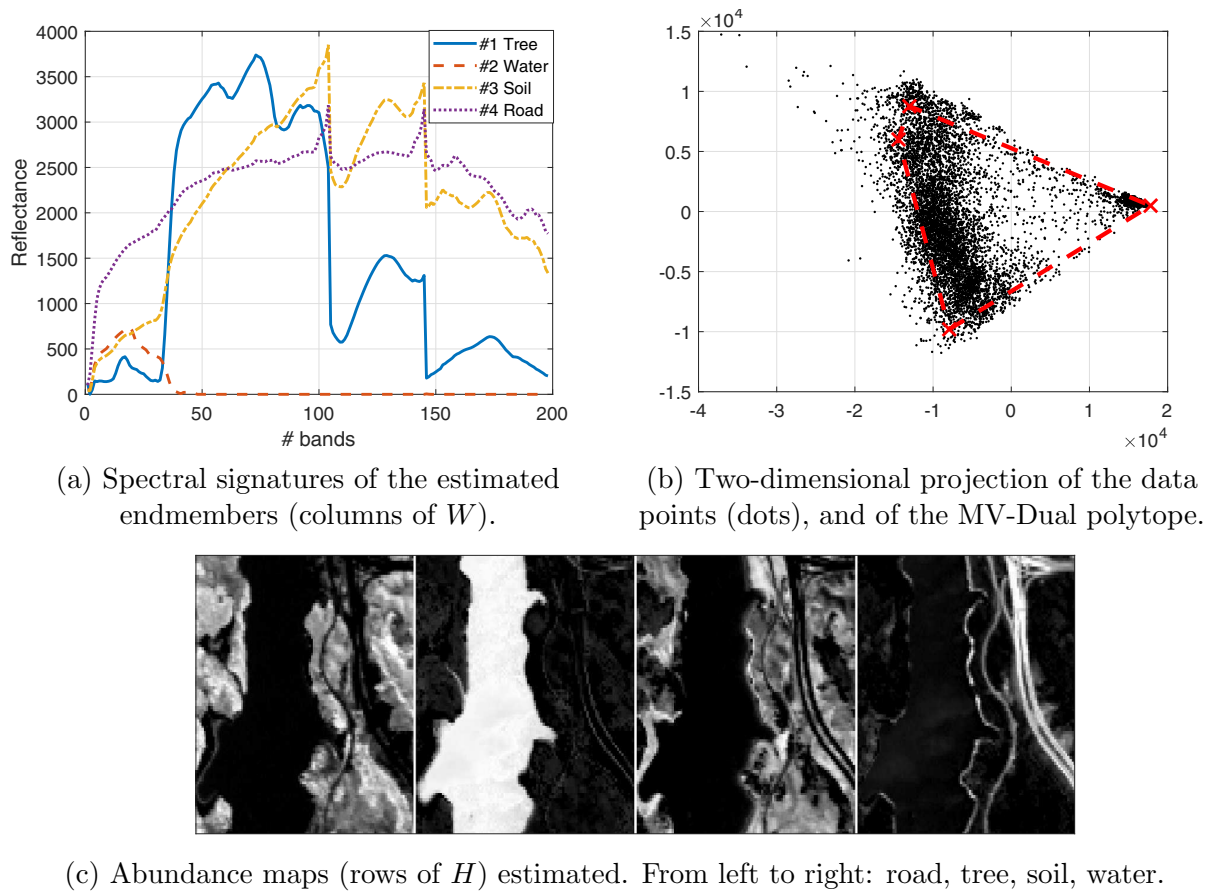 4000
3500
3000
2500
2000
1500
1000
500
0
0
50
100
150
200
Reflectance
# bands
#1 Tree
#2 Water
#3 Soil
#4 Road
×10⁴
1.5
1
0.5
0
-0.5
-1
-1.5
-4
-3
-2
-1
0
1
2
×10⁴
(a) Spectral signatures of the estimated
endmembers (columns of W).
(b) Two-dimensional projection of the data
points (dots), and of the MV-Dual polytope.
(c) Abundance maps (rows of H) estimated. From left to right: road, tree, soil, water.